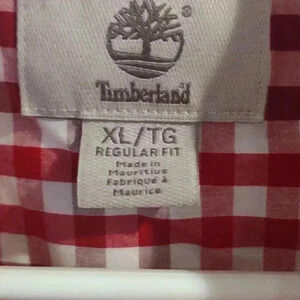 Timberland
XL/TG
REGULAR FIT
Made in
Mauritius
Fabriqué à
Maurice